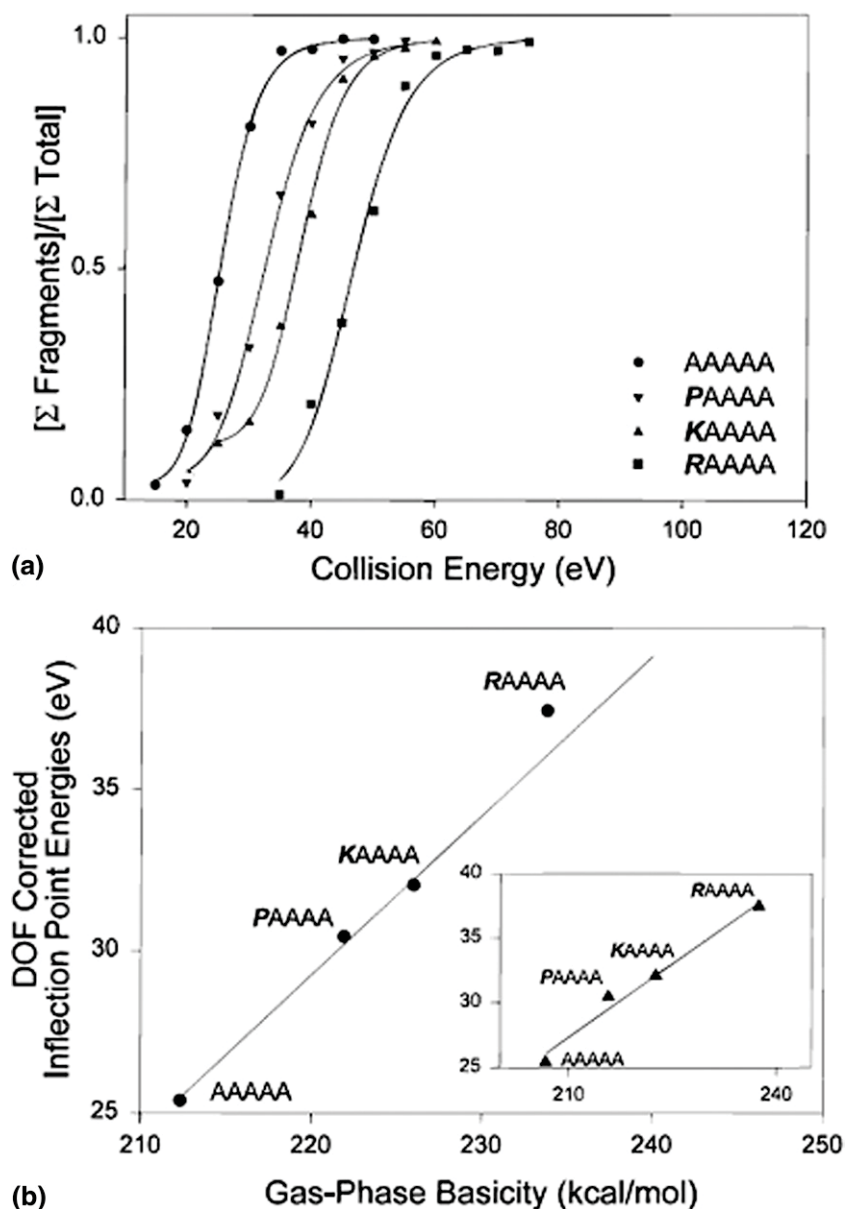 1.0
0.5
0.0
[Σ Fragments]/[Σ Total]
AAAAA
PAAAA
KAAAA
RAAAA
20 40 60 80 100 120
(a) Collision Energy (eV)
40
35
30
25
DOF Corrected
Inflection Point Energies (eV)
RAAAA
KAAAA
PAAAA
AAAAA
40
35
30
25
RAAAA
KAAAA
PAAAA
AAAAA
210 240
210 220 230 240 250
(b) Gas-Phase Basicity (kcal/mol)